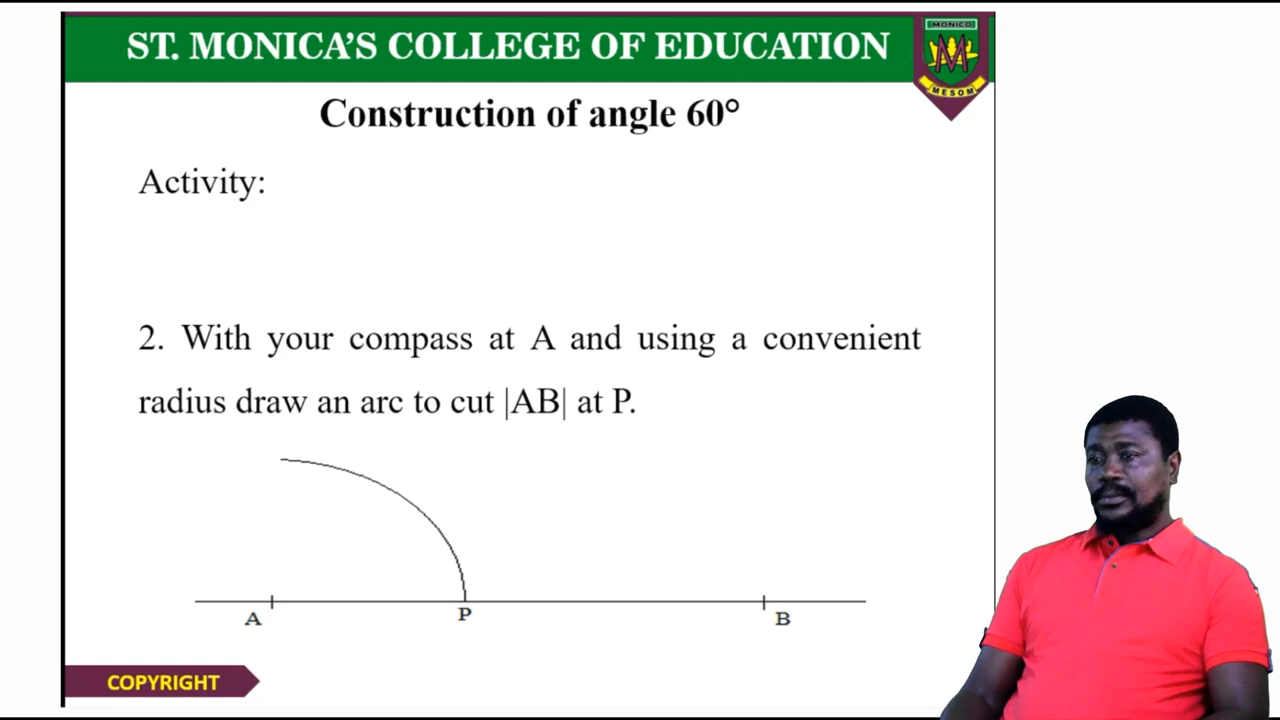 ST. MONICA'S COLLEGE OF EDUCATION
MONICO
M
MESOM
Construction of angle 60°
Activity:
2. With your compass at A and using a convenient
radius draw an arc to cut |AB| at P.
A P B
COPYRIGHT